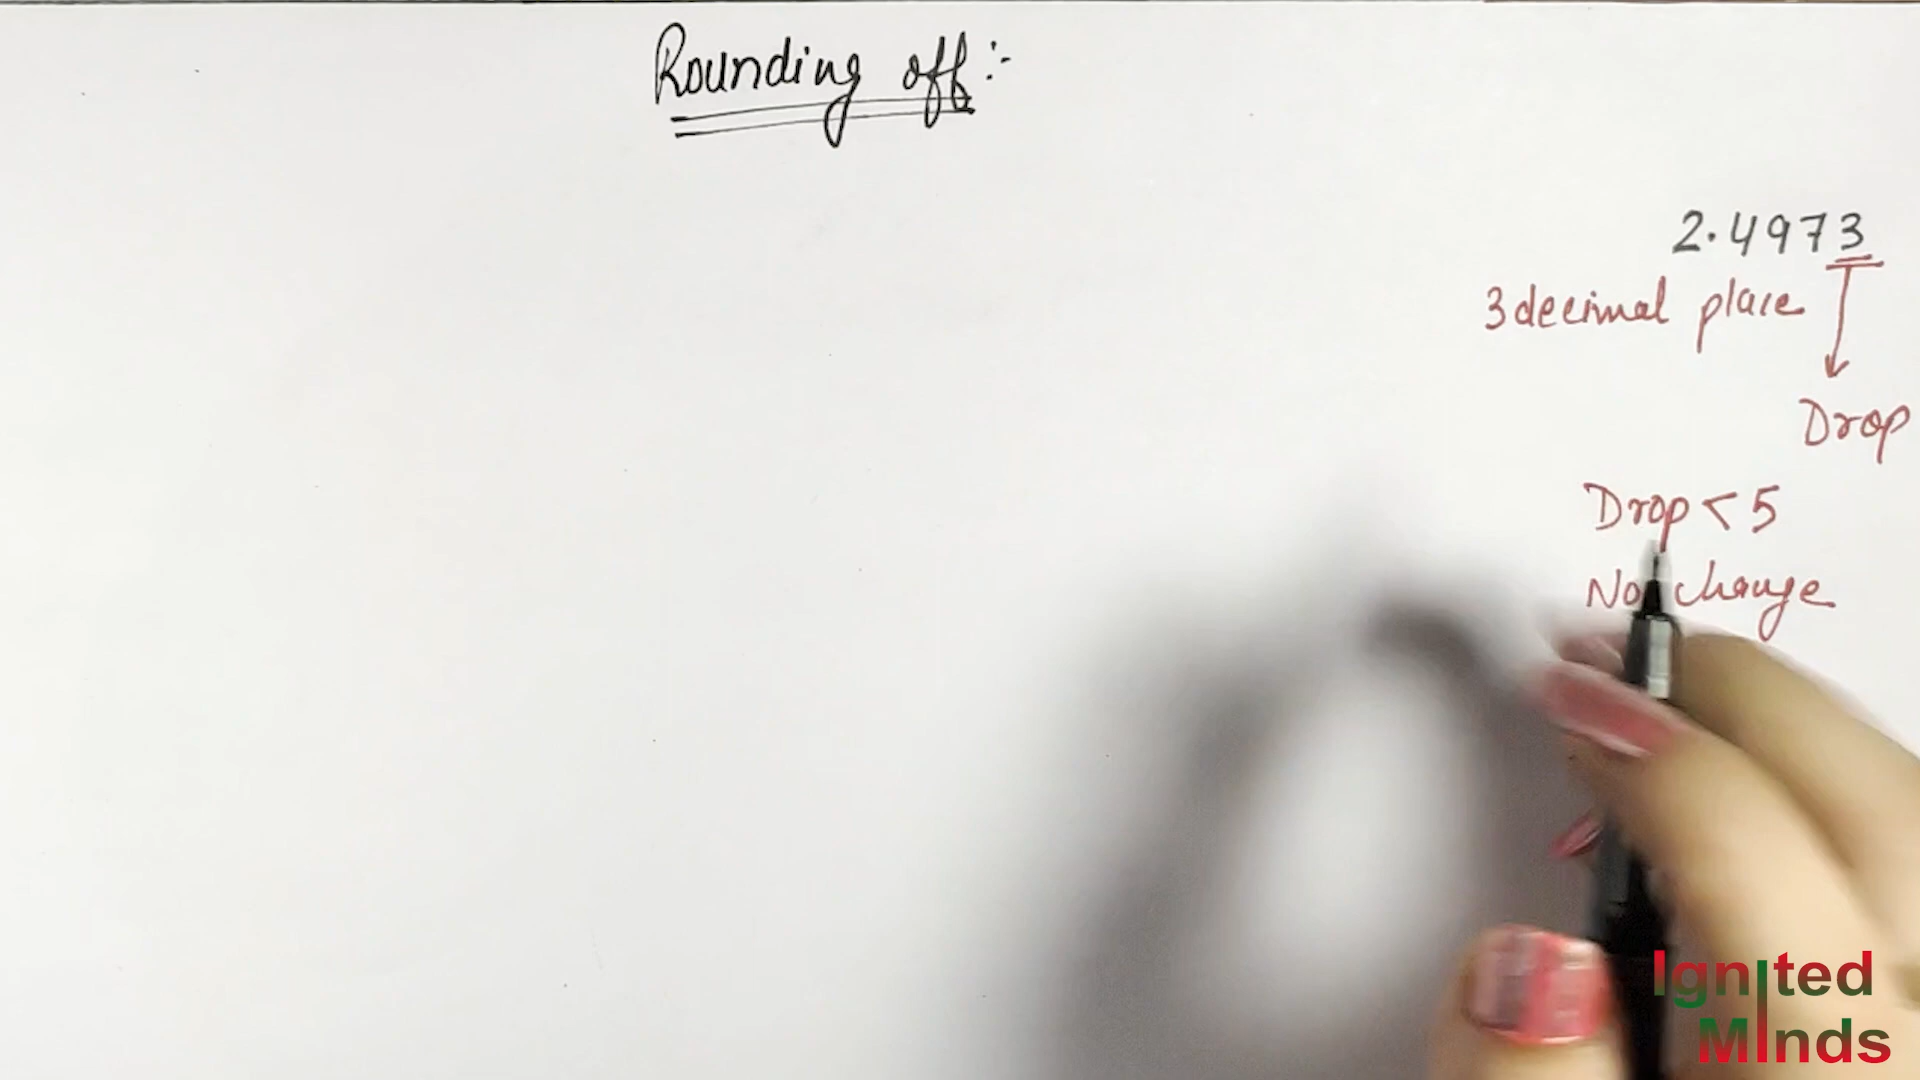 Rounding off :-
2.4973
3 decimal place
Drop
Drop < 5
No change
Ignited
Minds